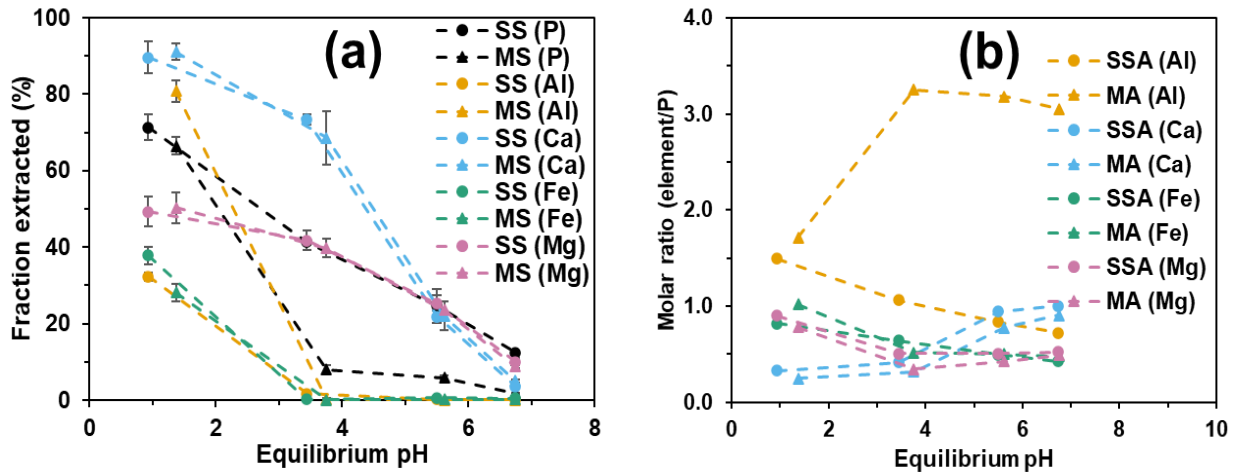 (a)
Fraction extracted (%)
100
80
60
40
20
0
0 2 4 6 8
Equilibrium pH
SS (P)
MS (P)
SS (Al)
MS (Al)
SS (Ca)
MS (Ca)
SS (Fe)
MS (Fe)
SS (Mg)
MS (Mg)
(b)
Molar ratio (element/P)
4.0
3.0
2.0
1.0
0.0
0 2 4 6 8 10
Equilibrium pH
SSA (Al)
MA (Al)
SSA (Ca)
MA (Ca)
SSA (Fe)
MA (Fe)
SSA (Mg)
MA (Mg)